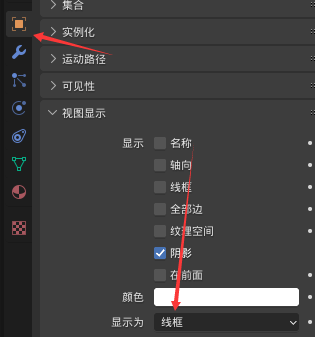 集合
实例化
运动路径
可见性
视图显示
显示 名称
轴向
线框
全部边
纹理空间
阴影
在前面
颜色
显示为 线框